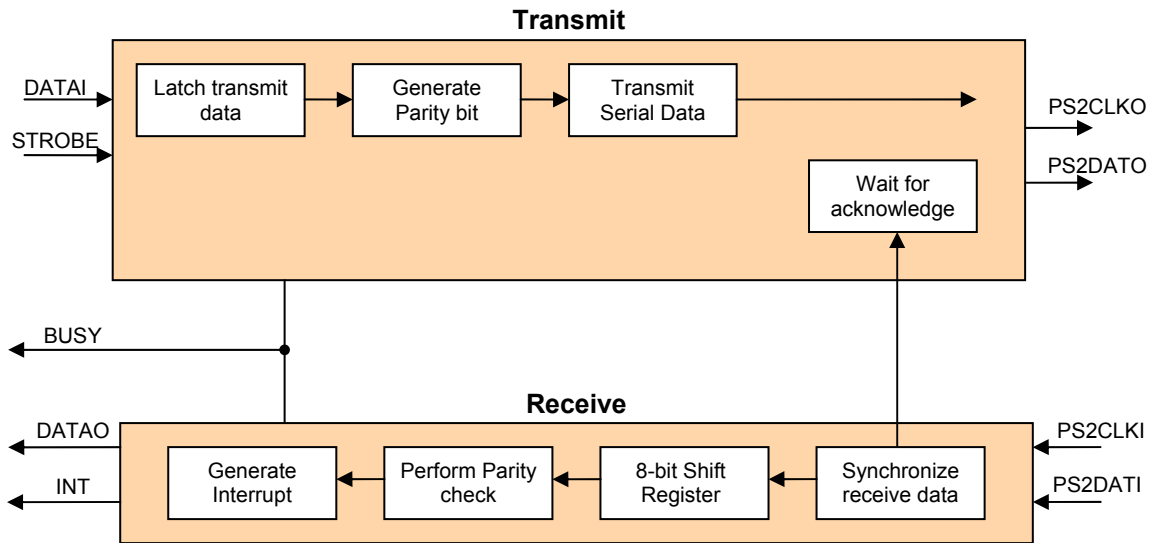 Transmit
DATAI
STROBE
Latch transmit
data
Generate
Parity bit
Transmit
Serial Data
PS2CLKO
PS2DATO
Wait for
acknowledge
BUSY
Receive
DATAO
INT
Generate
Interrupt
Perform Parity
check
8-bit Shift
Register
Synchronize
receive data
PS2CLKI
PS2DATI